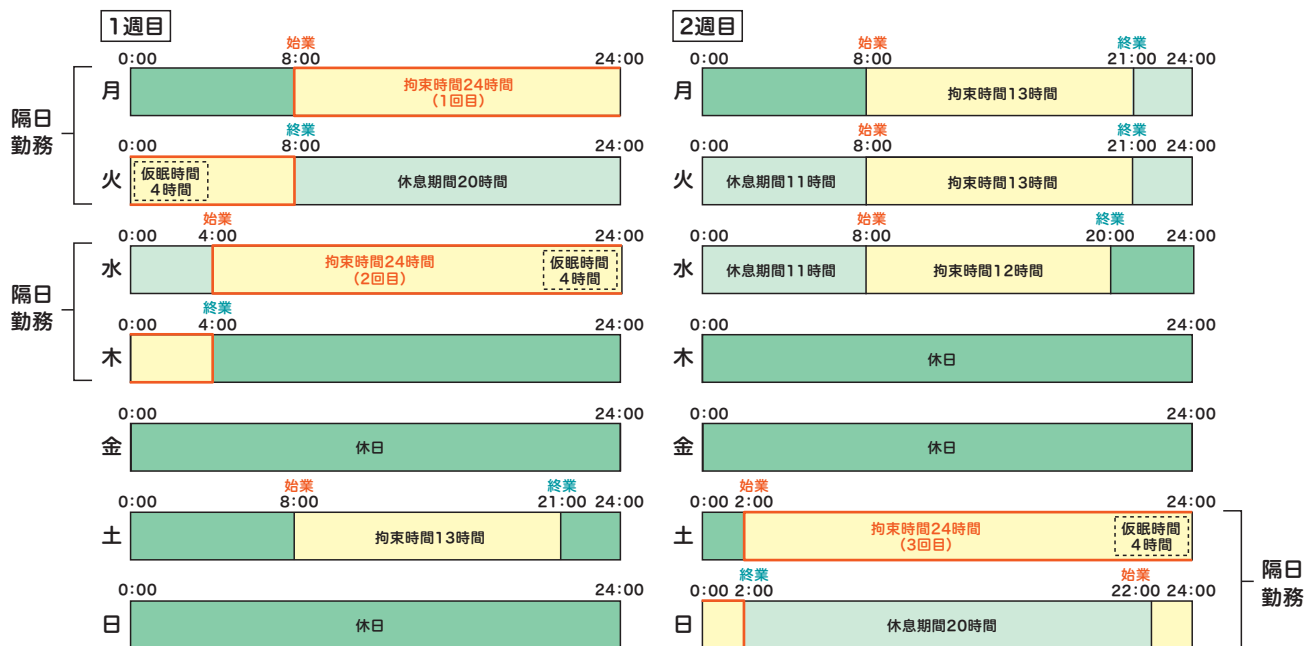 1週目
始業
0:00 8:00 24:00
月
拘束時間24時間
(1回目)
隔日
勤務
終業
0:00 8:00 24:00
火
仮眠時間
4時間
休息期間20時間
始業
0:00 4:00 24:00
水
拘束時間24時間
(2回目)
仮眠時間
4時間
隔日
勤務
終業
0:00 4:00 24:00
木
0:00 24:00
金
休日
始業 終業
0:00 8:00 21:00 24:00
土
拘束時間13時間
0:00 24:00
日
休日
2週目
始業 終業
0:00 8:00 21:00 24:00
月
拘束時間13時間
始業 終業
0:00 8:00 21:00 24:00
火
休息期間11時間
拘束時間13時間
始業 終業
0:00 8:00 20:00 24:00
水
休息期間11時間
拘束時間12時間
0:00 24:00
木
休日
0:00 24:00
金
休日
始業
0:00 2:00 24:00
土
拘束時間24時間
(3回目)
仮眠時間
4時間
終業 始業
0:00 2:00 22:00 24:00
日
休息期間20時間
隔日
勤務